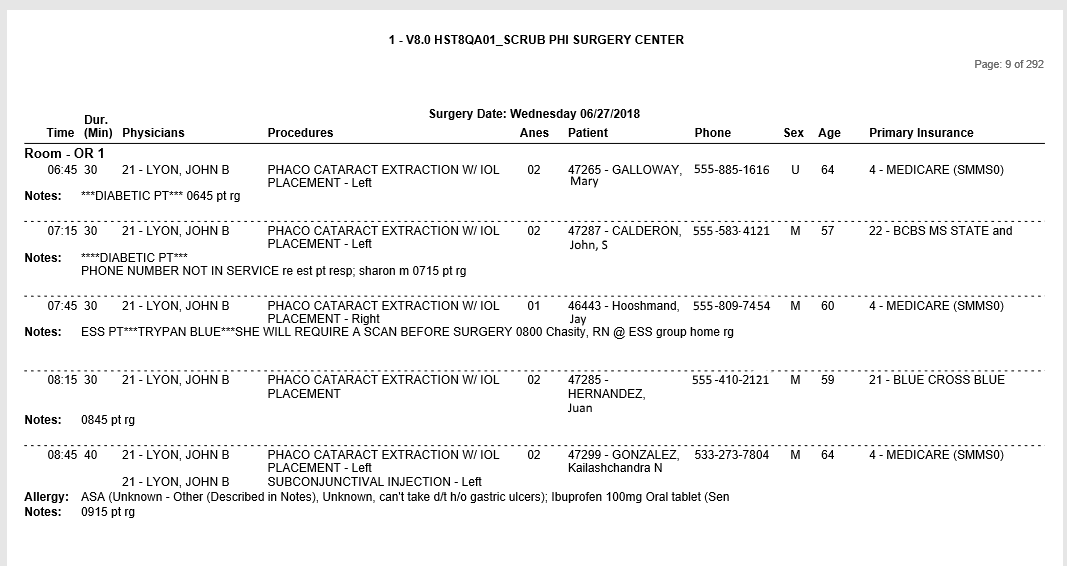 1 - V8.0 HST8QA01_SCRUB PHI SURGERY CENTER
Page: 9 of 292
Surgery Date: Wednesday 06/27/2018
Time Dur. (Min) Physicians Procedures Anes Patient Phone Sex Age Primary Insurance
Room - OR 1
06:45 30 21 - LYON, JOHN B PHACO CATARACT EXTRACTION W/ IOL 02 47265 - GALLOWAY, 555-885-1616 U 64 4 - MEDICARE (SMMS0)
PLACEMENT - Left Mary
Notes: ***DIABETIC PT*** 0645 pt rg
07:15 30 21 - LYON, JOHN B PHACO CATARACT EXTRACTION W/ IOL 02 47287 - CALDERON, 555-583-4121 M 57 22 - BCBS MS STATE and
PLACEMENT - Left John, S
Notes: ****DIABETIC PT***
PHONE NUMBER NOT IN SERVICE re est pt resp; sharon m 0715 pt rg
07:45 30 21 - LYON, JOHN B PHACO CATARACT EXTRACTION W/ IOL 01 46443 - Hooshmand, 555-809-7454 M 60 4 - MEDICARE (SMMS0)
PLACEMENT - Right Jay
Notes: ESS PT***TRYPAN BLUE***SHE WILL REQUIRE A SCAN BEFORE SURGERY 0800 Chasity, RN @ ESS group home rg
08:15 30 21 - LYON, JOHN B PHACO CATARACT EXTRACTION W/ IOL 02 47285 - 555-410-2121 M 59 21 - BLUE CROSS BLUE
PLACEMENT HERNANDEZ,
Juan
Notes: 0845 pt rg
08:45 40 21 - LYON, JOHN B PHACO CATARACT EXTRACTION W/ IOL 02 47299 - GONZALEZ, 533-273-7804 M 64 4 - MEDICARE (SMMS0)
PLACEMENT - Left Kailashchandra N
21 - LYON, JOHN B SUBCONJUNCTIVAL INJECTION - Left
Allergy: ASA (Unknown - Other (Described in Notes), Unknown, can't take d/t h/o gastric ulcers); Ibuprofen 100mg Oral tablet (Sen
Notes: 0915 pt rg